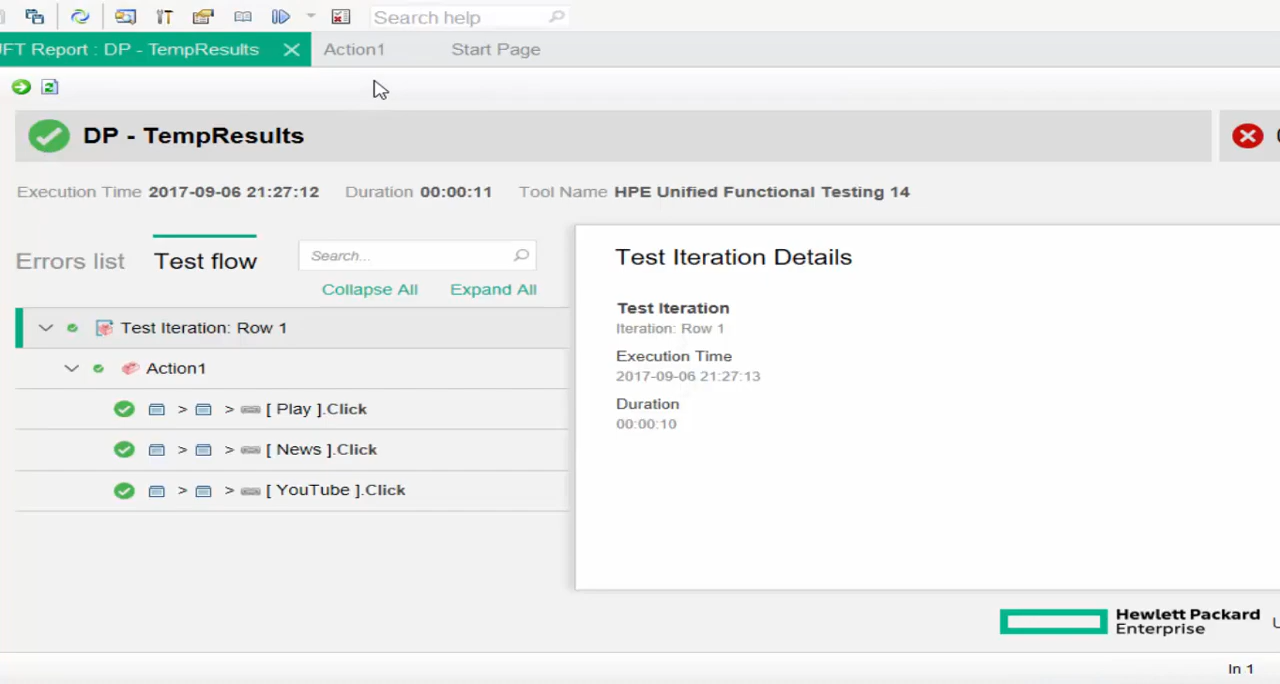 Search help
UFT Report : DP - TempResults
Action1
Start Page
DP - TempResults
Execution Time 2017-09-06 21:27:12 Duration 00:00:11 Tool Name HPE Unified Functional Testing 14
Errors list
Test flow
Search...
Collapse All
Expand All
Test Iteration: Row 1
Action1
> > [ Play ].Click
> > [ News ].Click
> > [ YouTube ].Click
Test Iteration Details
Test Iteration
Iteration: Row 1
Execution Time
2017-09-06 21:27:13
Duration
00:00:10
Hewlett Packard
Enterprise
ln 1